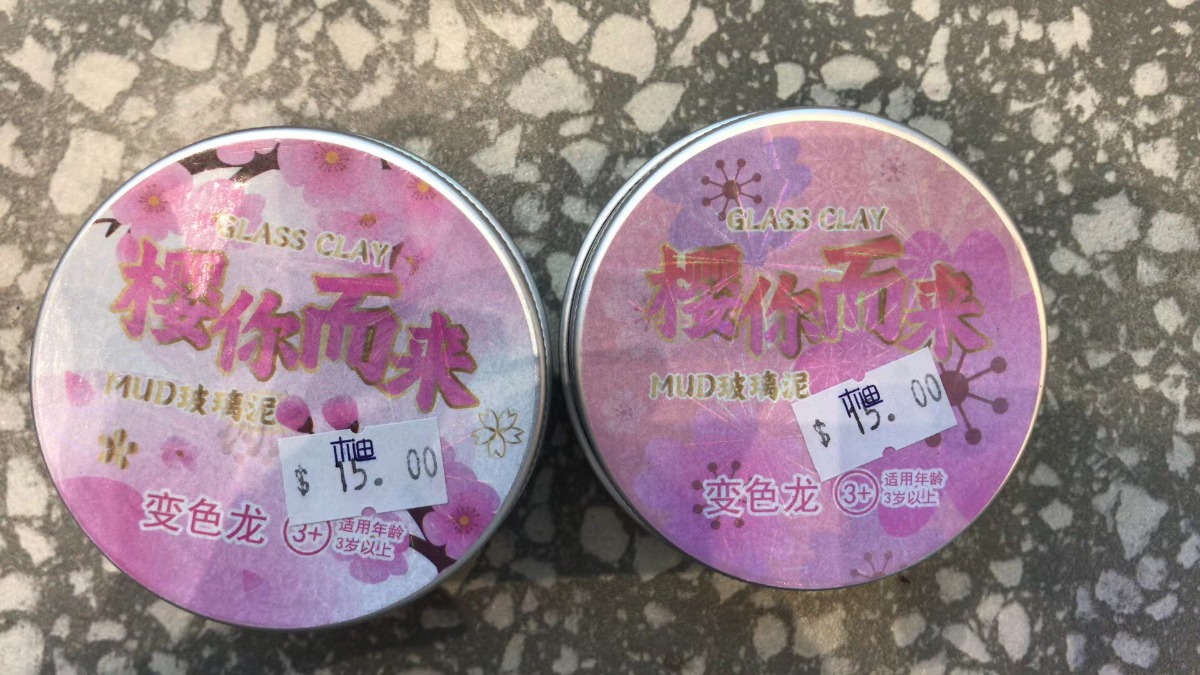 GLASS CLAY
樱你而来
MUD玻璃泥
$ 15.00
变色龙
3+
适用年龄
3岁以上
GLASS CLAY
樱你而来
MUD玻璃泥
$ 15.00
变色龙
3+
适用年龄
3岁以上